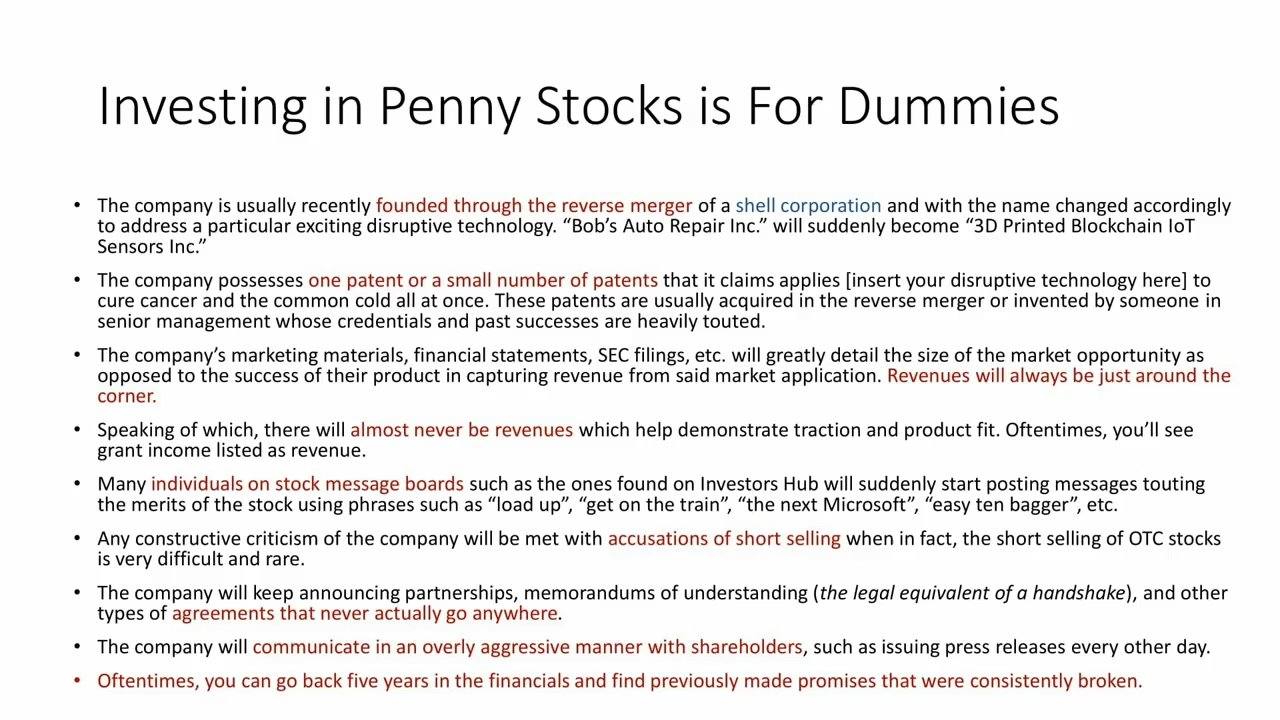 Investing in Penny Stocks is For Dummies
• The company is usually recently founded through the reverse merger of a shell corporation and with the name changed accordingly
to address a particular exciting disruptive technology. “Bob’s Auto Repair Inc.” will suddenly become “3D Printed Blockchain IoT
Sensors Inc.”
• The company possesses one patent or a small number of patents that it claims applies [insert your disruptive technology here] to
cure cancer and the common cold all at once. These patents are usually acquired in the reverse merger or invented by someone in
senior management whose credentials and past successes are heavily touted.
• The company’s marketing materials, financial statements, SEC filings, etc. will greatly detail the size of the market opportunity as
opposed to the success of their product in capturing revenue from said market application. Revenues will always be just around the
corner.
• Speaking of which, there will almost never be revenues which help demonstrate traction and product fit. Oftentimes, you’ll see
grant income listed as revenue.
• Many individuals on stock message boards such as the ones found on Investors Hub will suddenly start posting messages touting
the merits of the stock using phrases such as “load up”, “get on the train”, “the next Microsoft”, “easy ten bagger”, etc.
• Any constructive criticism of the company will be met with accusations of short selling when in fact, the short selling of OTC stocks
is very difficult and rare.
• The company will keep announcing partnerships, memorandums of understanding (the legal equivalent of a handshake), and other
types of agreements that never actually go anywhere.
• The company will communicate in an overly aggressive manner with shareholders, such as issuing press releases every other day.
• Oftentimes, you can go back five years in the financials and find previously made promises that were consistently broken.